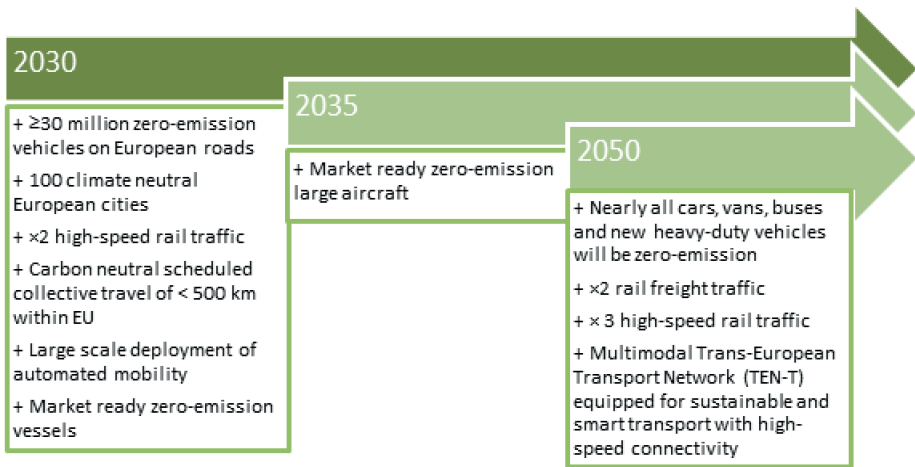 2030
+ ≥30 million zero-emission
vehicles on European roads
+ 100 climate neutral
European cities
+ ×2 high-speed rail traffic
+ Carbon neutral scheduled
collective travel of < 500 km
within EU
+ Large scale deployment of
automated mobility
+ Market ready zero-emission
vessels
2035
+ Market ready zero-emission
large aircraft
2050
+ Nearly all cars, vans, buses
and new heavy-duty vehicles
will be zero-emission
+ ×2 rail freight traffic
+ × 3 high-speed rail traffic
+ Multimodal Trans-European
Transport Network (TEN-T)
equipped for sustainable and
smart transport with high-
speed connectivity